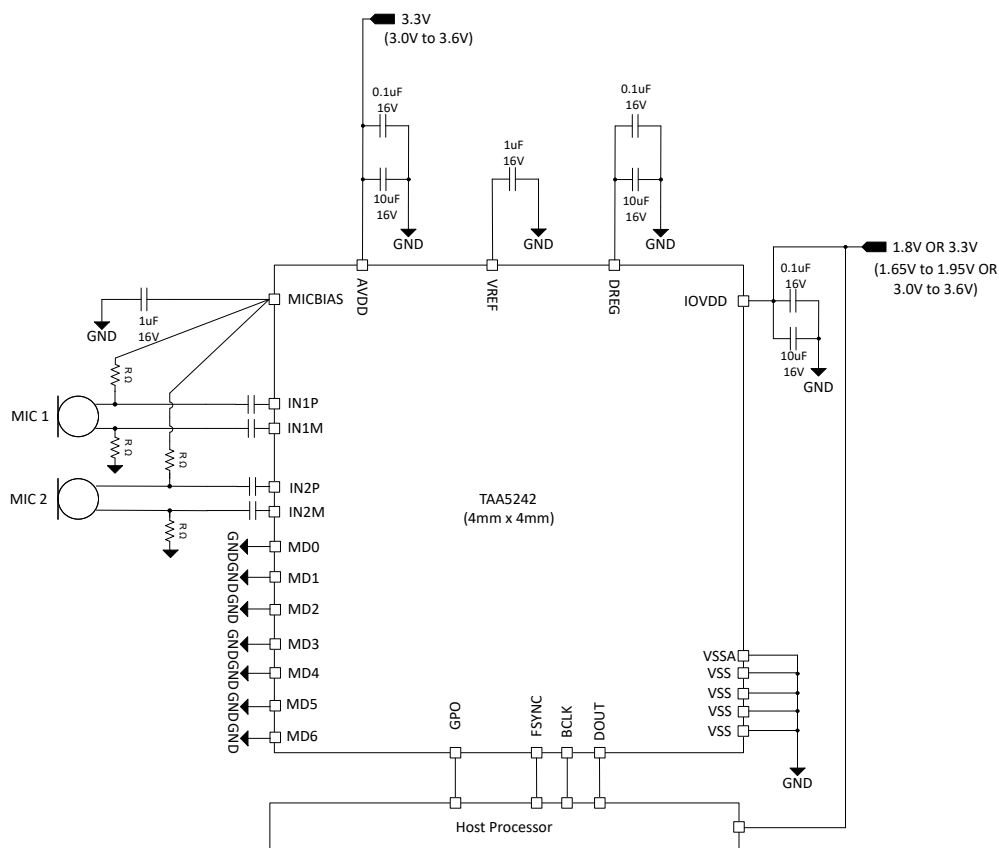 3.3V
(3.0V to 3.6V)
0.1uF
16V
10uF
16V
GND
1uF
16V
GND
0.1uF
16V
10uF
16V
GND
1.8V OR 3.3V
(1.65V to 1.95V OR
3.0V to 3.6V)
0.1uF
16V
10uF
16V
GND
AVDD
VREF
DREG
MICBIAS
IOVDD
1uF
16V
GND
R Ω
R Ω
MIC 1
IN1P
IN1M
R Ω
R Ω
MIC 2
IN2P
IN2M
TAA5242
(4mm x 4mm)
GND
MD0
GND
MD1
GND
MD2
GND
MD3
GND
MD4
GND
MD5
GND
MD6
VSSA
VSS
VSS
VSS
VSS
GND
GPO
FSYNC
BCLK
DOUT
Host Processor